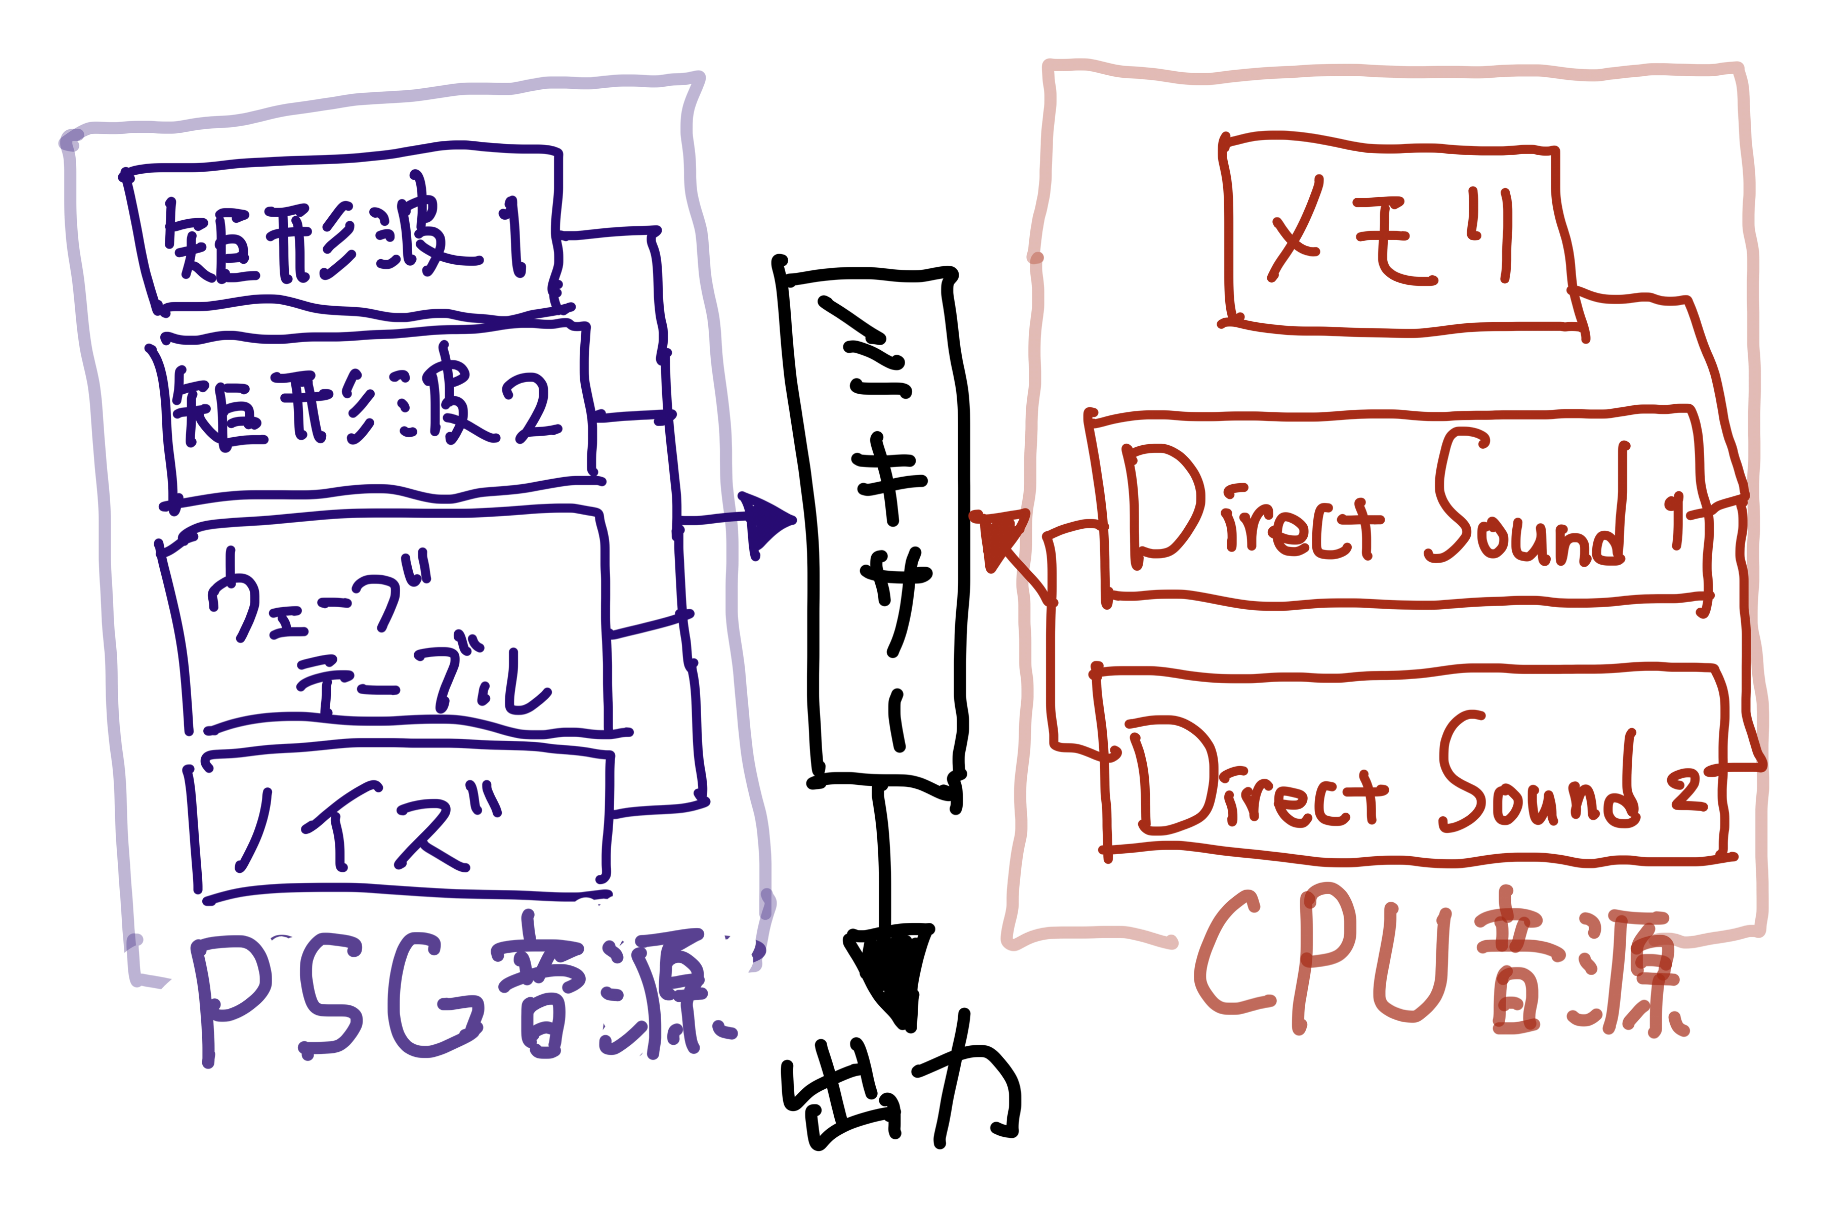 矩形波1
矩形波2
ウェーブ
テーブル
ノイズ
PSG音源
ミキサー
出力
メモリ
Direct Sound 1
Direct Sound 2
CPU音源